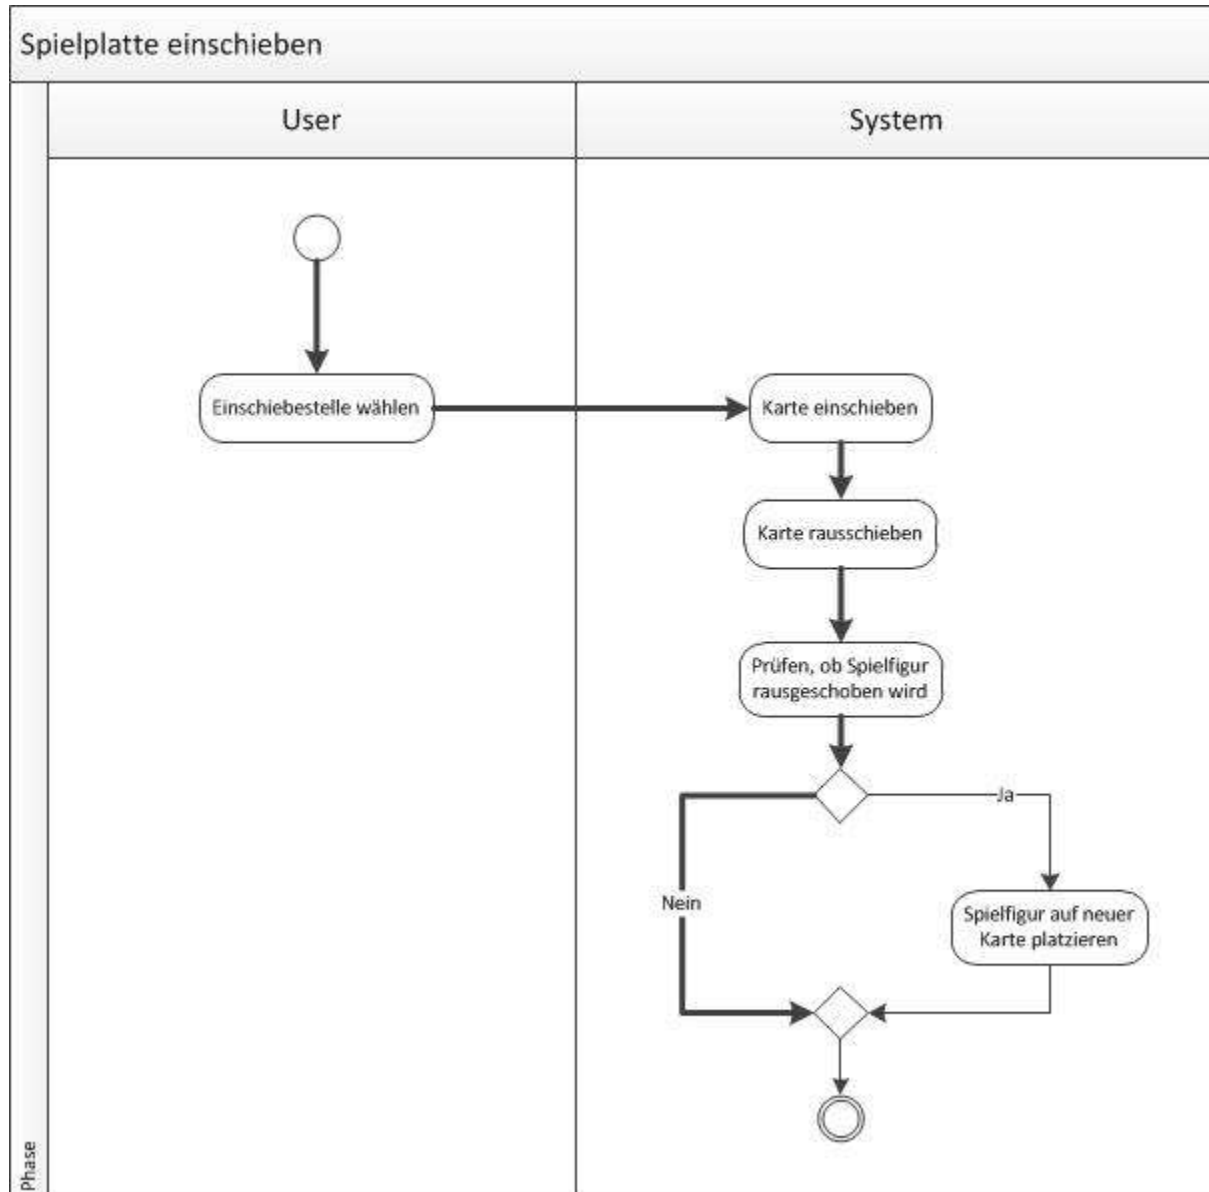 Spielplatte einschieben
User
System
Einschiebestelle wählen
Karte einschieben
Karte rausschieben
Prüfen, ob Spielfigur
rausgeschoben wird
Ja
Nein
Spielfigur auf neuer
Karte platzieren
Phase